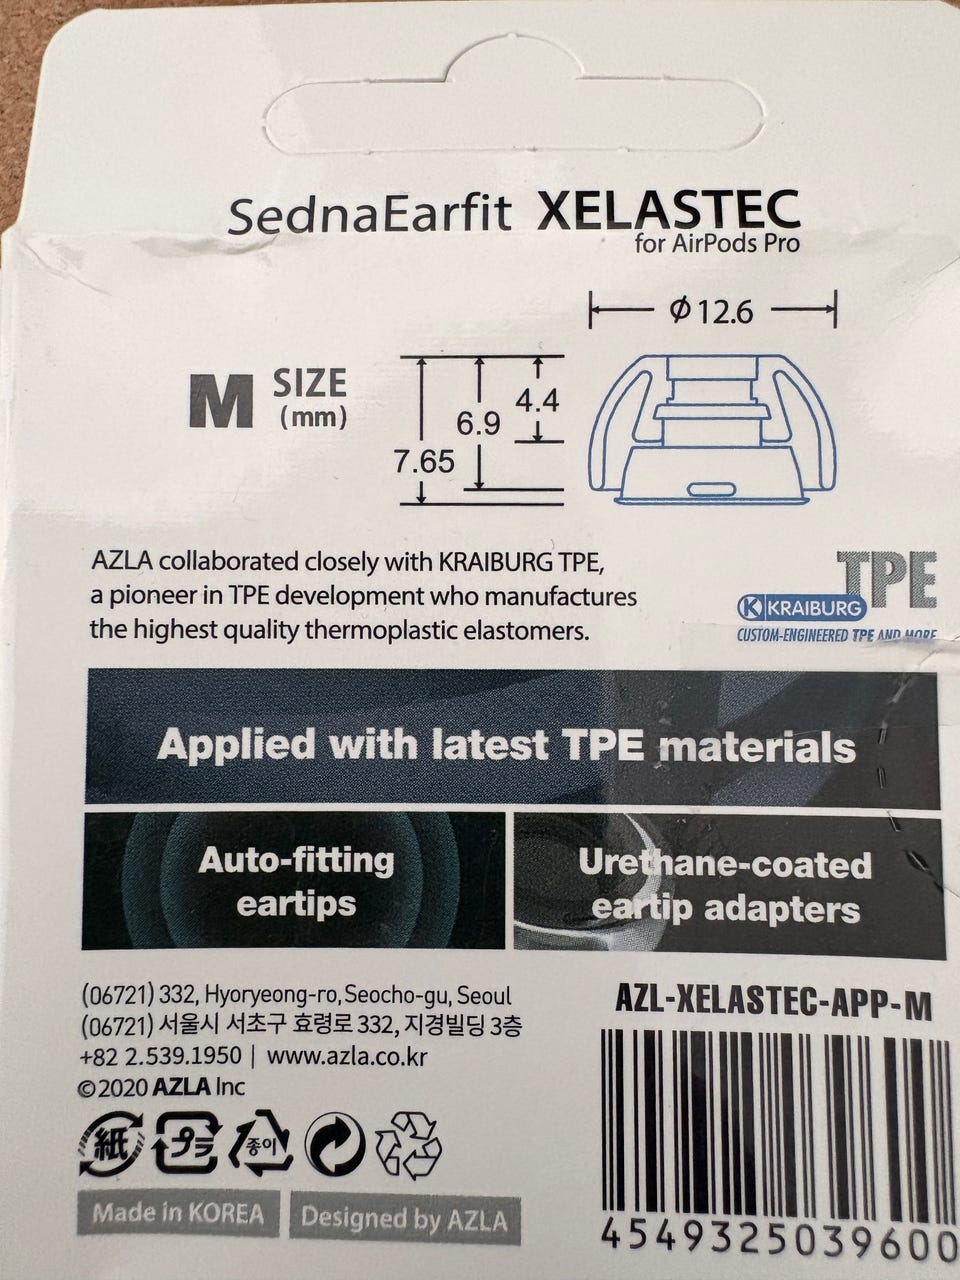 SednaEarfit XELASTEC
for AirPods Pro
ϕ 12.6
M SIZE
(mm)
4.4
6.9
7.65
AZLA collaborated closely with KRAIBURG TPE,
a pioneer in TPE development who manufactures
the highest quality thermoplastic elastomers.
TPE
KRAIBURG
CUSTOM-ENGINEERED TPE AND MORE
Applied with latest TPE materials
Auto-fitting
eartips
Urethane-coated
eartip adapters
(06721) 332, Hyoryeong-ro, Seocho-gu, Seoul
(06721) 서울시 서초구 효령로 332, 지경빌딩 3층
+82 2.539.1950 | www.azla.co.kr
©2020 AZLA Inc
紙
プラ
종이
Made in KOREA
Designed by AZLA
AZL-XELASTEC-APP-M
4549325039600